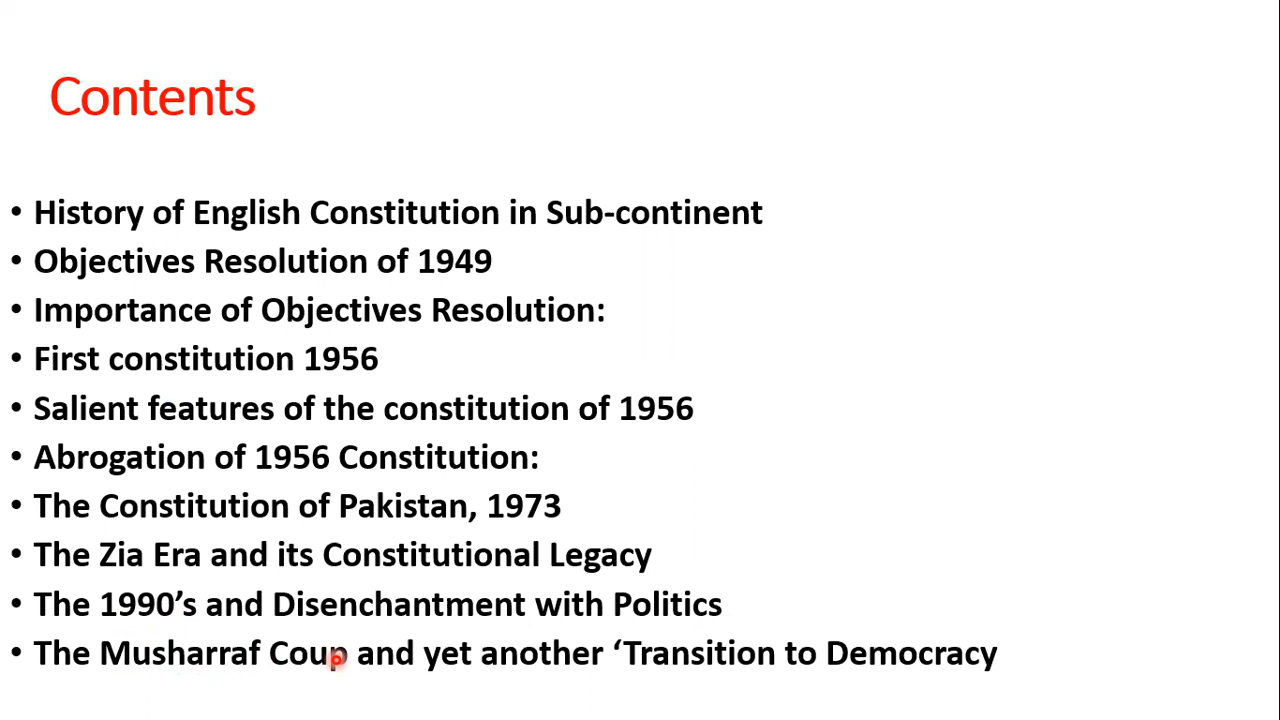 Contents
• History of English Constitution in Sub-continent
• Objectives Resolution of 1949
• Importance of Objectives Resolution:
• First constitution 1956
• Salient features of the constitution of 1956
• Abrogation of 1956 Constitution:
• The Constitution of Pakistan, 1973
• The Zia Era and its Constitutional Legacy
• The 1990’s and Disenchantment with Politics
• The Musharraf Coup and yet another ‘Transition to Democracy